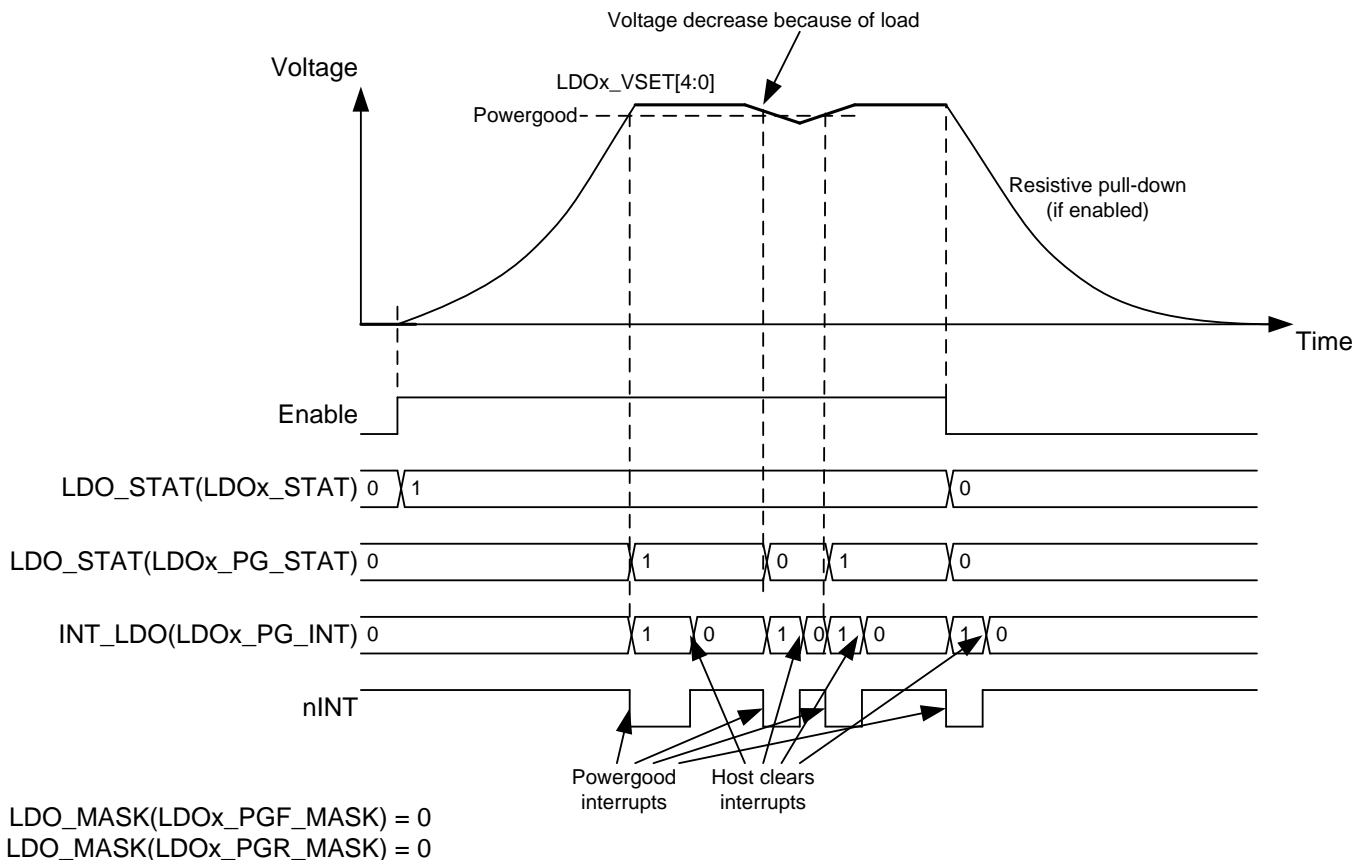 Voltage decrease because of load
Voltage
LDOx_VSET[4:0]
Powergood
Resistive pull-down
(if enabled)
Time
Enable
LDO_STAT(LDOx_STAT) 0 1 0
LDO_STAT(LDOx_PG_STAT) 0 1 0 1 0
INT_LDO(LDOx_PG_INT) 0 1 0 1 0 1 0 1 0
nINT
Powergood
interrupts
Host clears
interrupts
LDO_MASK(LDOx_PGF_MASK) = 0
LDO_MASK(LDOx_PGR_MASK) = 0